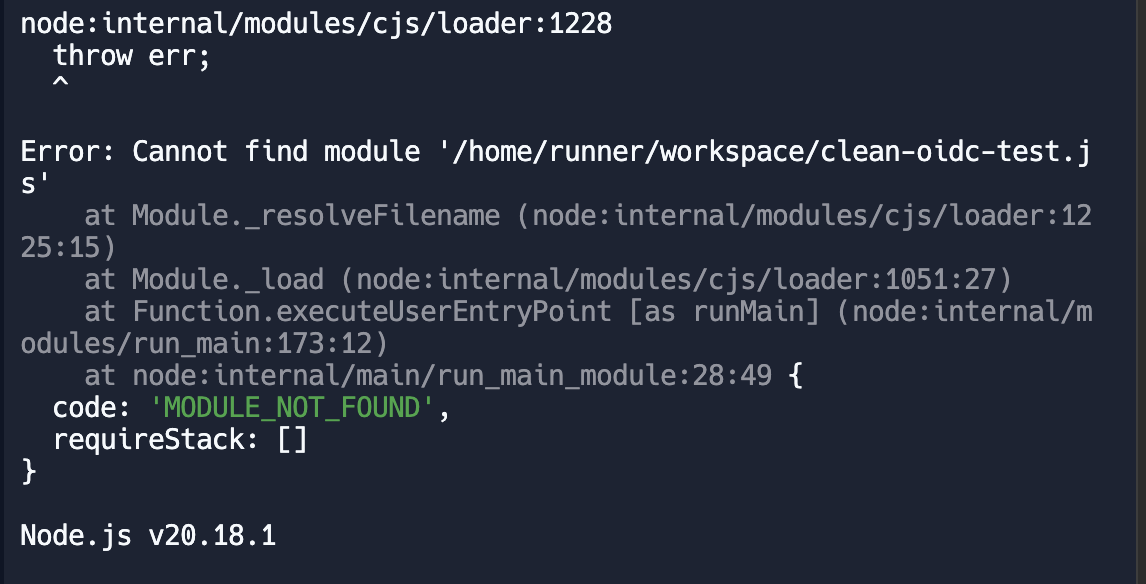 node:internal/modules/cjs/loader:1228
  throw err;
  ^

Error: Cannot find module '/home/runner/workspace/clean-oidc-test.j
s'
    at Module._resolveFilename (node:internal/modules/cjs/loader:12
25:15)
    at Module._load (node:internal/modules/cjs/loader:1051:27)
    at Function.executeUserEntryPoint [as runMain] (node:internal/m
odules/run_main:173:12)
    at node:internal/main/run_main_module:28:49 {
  code: 'MODULE_NOT_FOUND',
  requireStack: []
}

Node.js v20.18.1